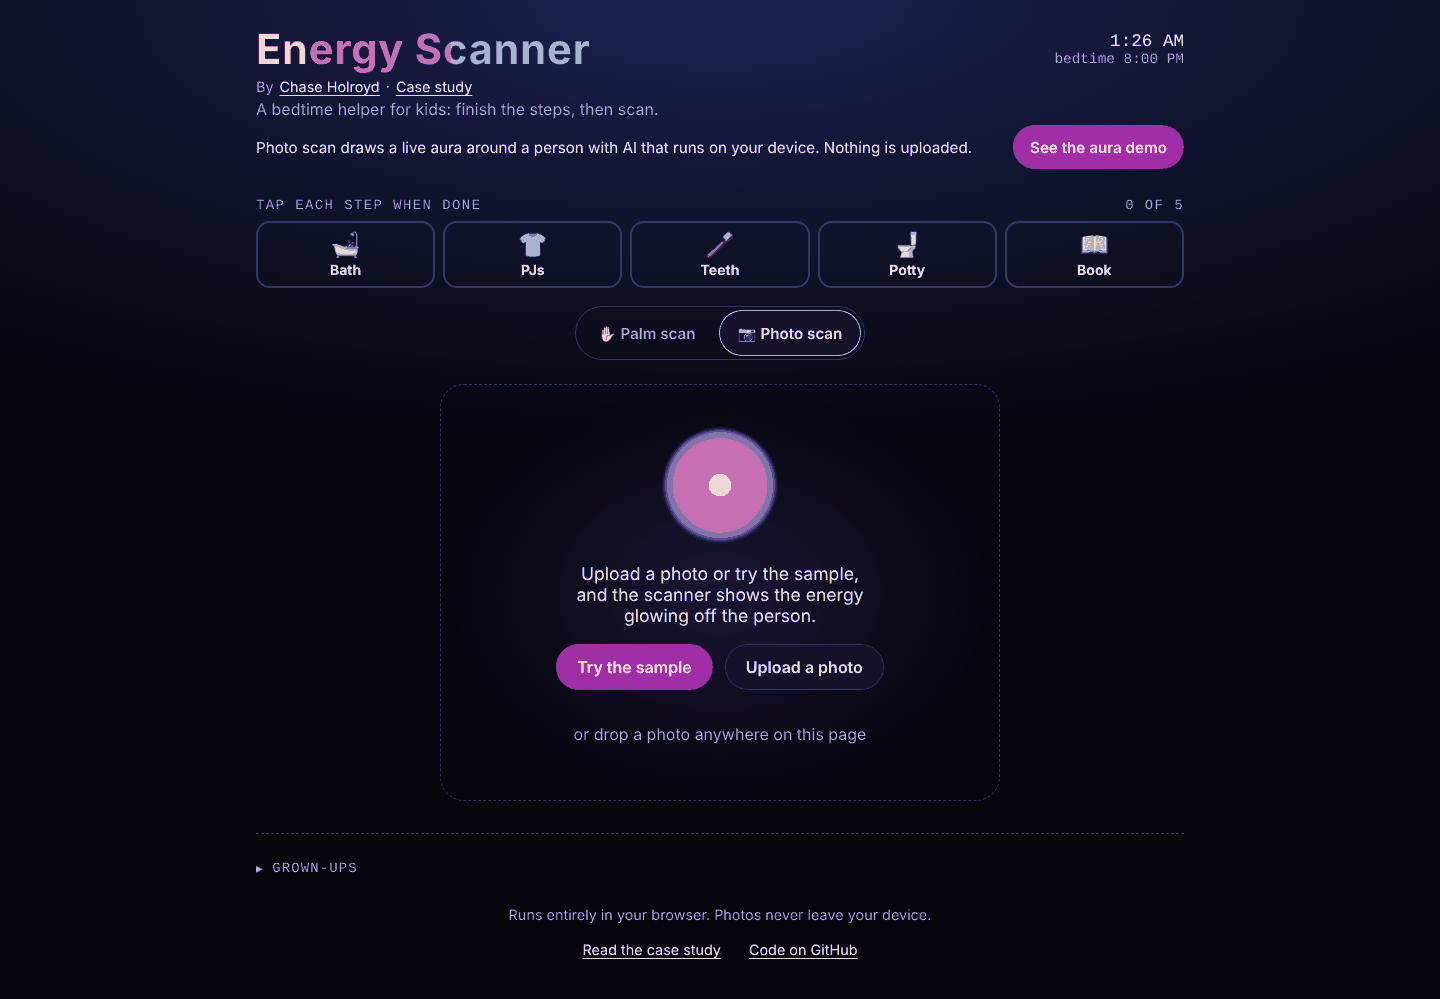 Energy Scanner
1:26 AM
bedtime 8:00 PM
By Chase Holroyd · Case study
A bedtime helper for kids: finish the steps, then scan.
Photo scan draws a live aura around a person with AI that runs on your device. Nothing is uploaded.
See the aura demo
TAP EACH STEP WHEN DONE
0 OF 5
Bath
PJs
Teeth
Potty
Book
Palm scan
Photo scan
Upload a photo or try the sample,
and the scanner shows the energy
glowing off the person.
Try the sample
Upload a photo
or drop a photo anywhere on this page
GROWN-UPS
Runs entirely in your browser. Photos never leave your device.
Read the case study
Code on GitHub